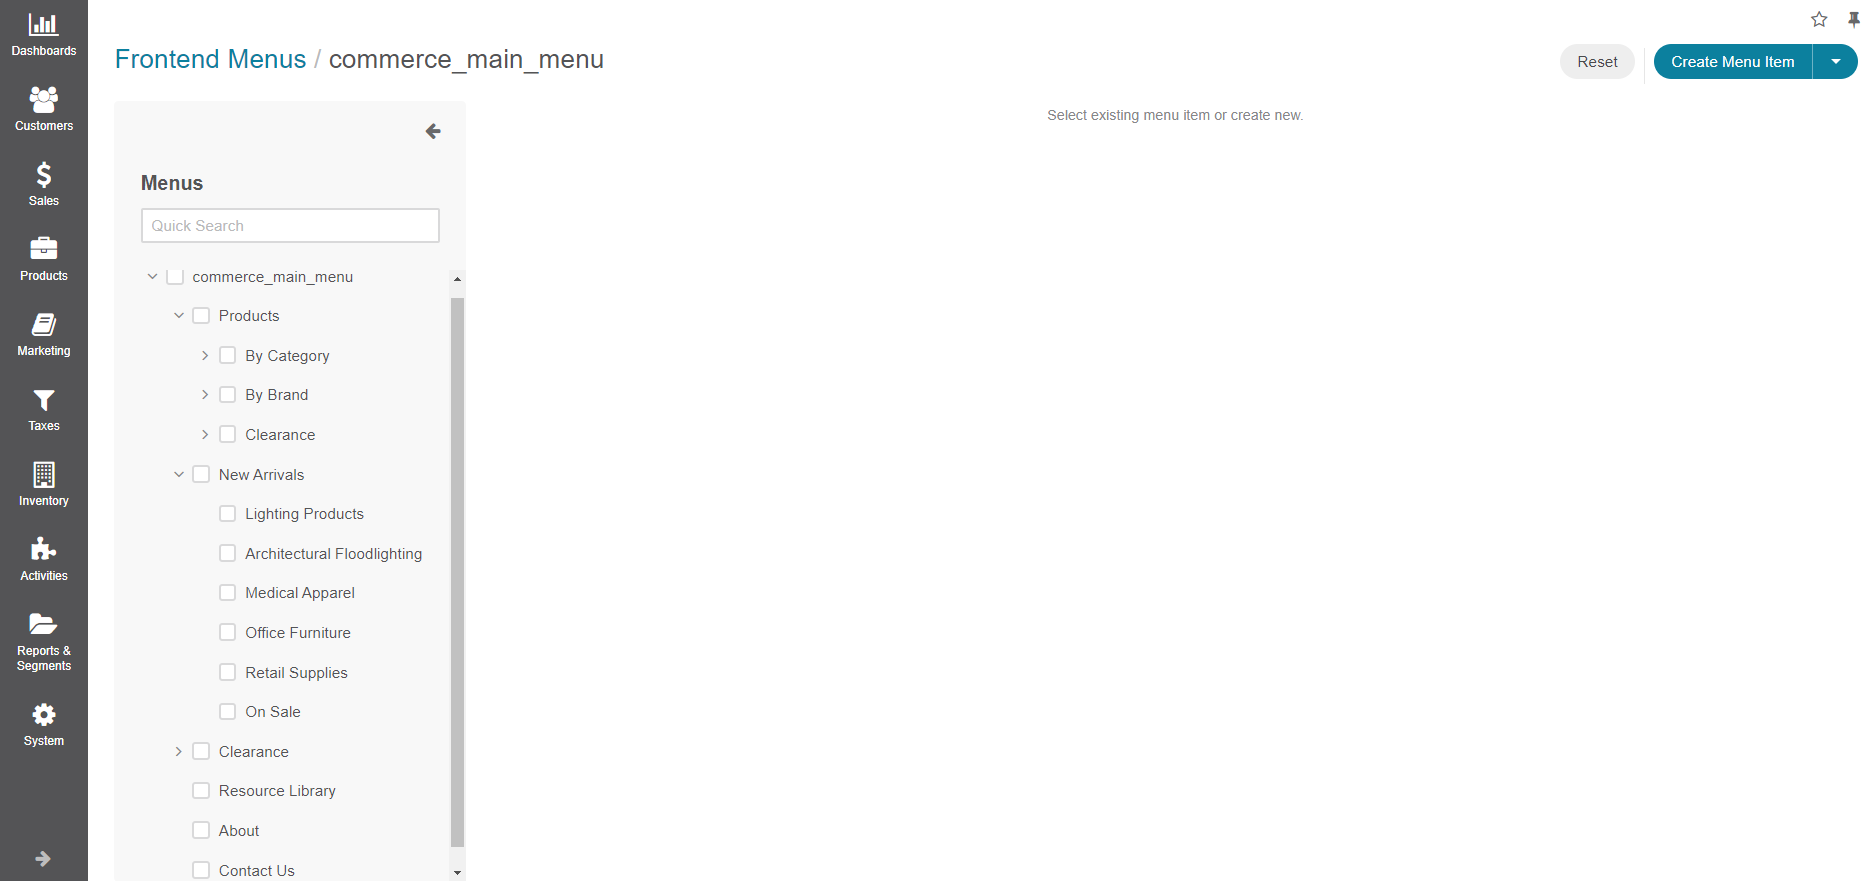 Dashboards
Customers
Sales
Products
Marketing
Taxes
Inventory
Activities
Reports &
Segments
System
Frontend Menus / commerce_main_menu
Reset
Create Menu Item
Menus
Quick Search
commerce_main_menu
Products
By Category
By Brand
Clearance
New Arrivals
Lighting Products
Architectural Floodlighting
Medical Apparel
Office Furniture
Retail Supplies
On Sale
Clearance
Resource Library
About
Contact Us
Select existing menu item or create new.